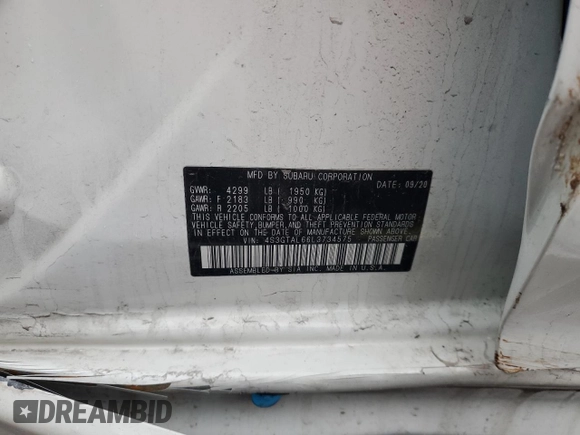 MFD BY SUBARU CORPORATION
DATE: 09/20
GVWR: 4299 LB ( 1950 KG)
GAWR: F 2183 LB ( 990 KG)
GAWR: R 2205 LB ( 1000 KG)
THIS VEHICLE CONFORMS TO ALL APPLICABLE FEDERAL MOTOR
VEHICLE SAFETY, BUMPER, AND THEFT PREVENTION STANDARDS
IN EFFECT ON THE DATE OF MANUFACTURE SHOWN ABOVE.
VIN: 4S3GTAL66L3734575 PASSENGER CAR
ASSEMBLED BY SIA INC. MADE IN U.S.A.
DREAMBID